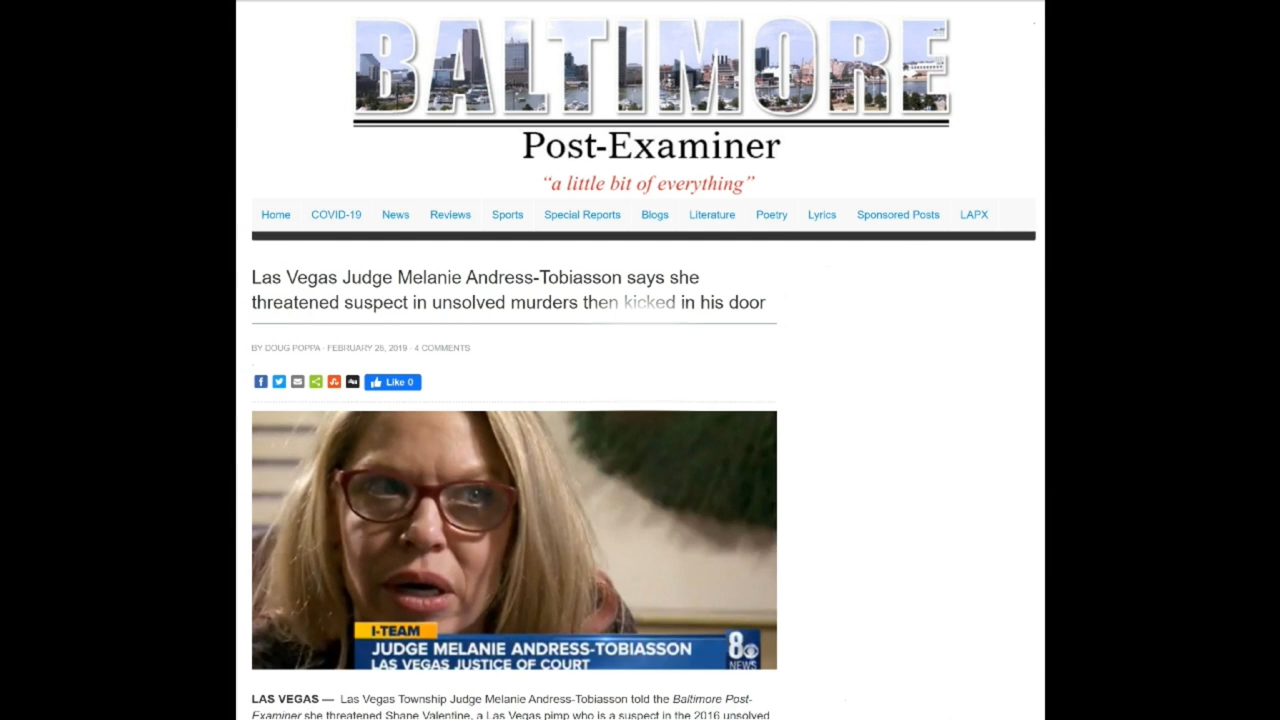 BALTIMORE
Post-Examiner
“a little bit of everything”
Home COVID-19 News Reviews Sports Special Reports Blogs Literature Poetry Lyrics Sponsored Posts LAPX
Las Vegas Judge Melanie Andress-Tobiasson says she
threatened suspect in unsolved murders then kicked in his door
BY DOUG POPPA · FEBRUARY 26, 2019 · 4 COMMENTS
Like 0
I-TEAM
JUDGE MELANIE ANDRESS-TOBIASSON
LAS VEGAS JUSTICE OF COURT
8
NEWS
LAS VEGAS — Las Vegas Township Judge Melanie Andress-Tobiasson told the Baltimore Post-
Examiner she threatened Shane Valentine, a Las Vegas pimp who is a suspect in the 2016 unsolved